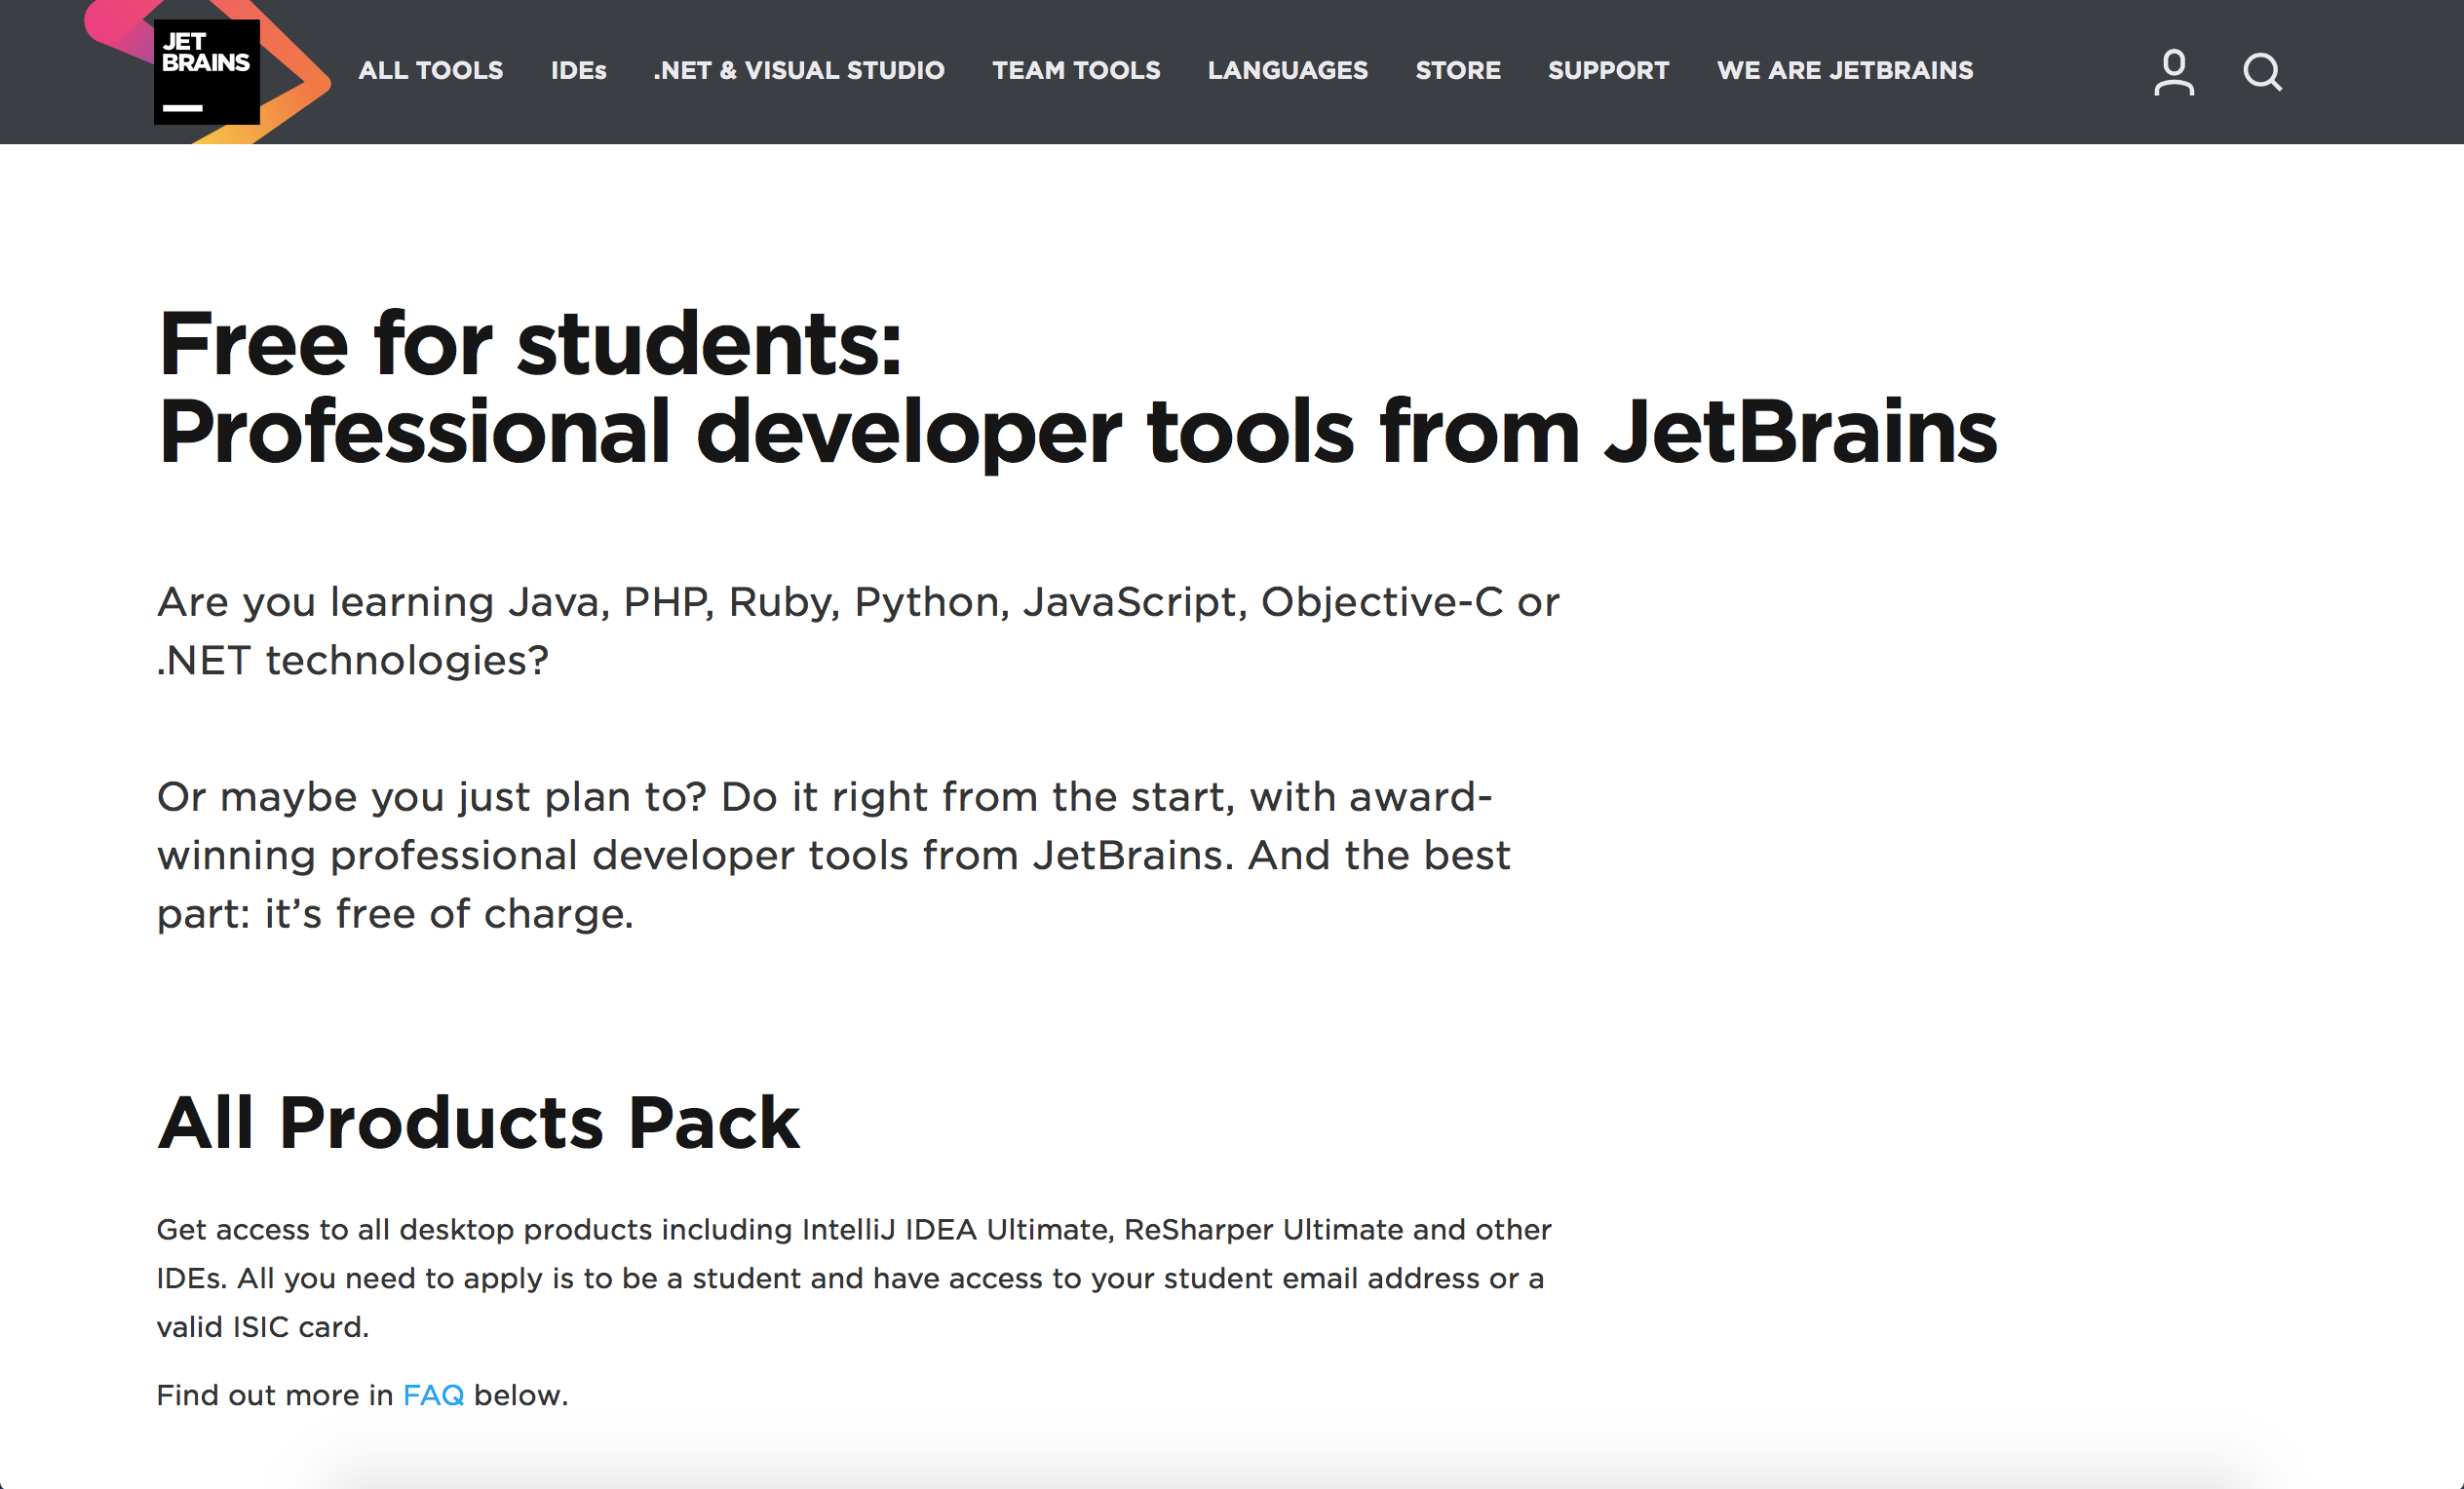 JET
BRAINS
ALL TOOLS IDEs .NET & VISUAL STUDIO TEAM TOOLS LANGUAGES STORE SUPPORT WE ARE JETBRAINS
Free for students:
Professional developer tools from JetBrains
Are you learning Java, PHP, Ruby, Python, JavaScript, Objective-C or
.NET technologies?
Or maybe you just plan to? Do it right from the start, with award-
winning professional developer tools from JetBrains. And the best
part: it’s free of charge.
All Products Pack
Get access to all desktop products including IntelliJ IDEA Ultimate, ReSharper Ultimate and other
IDEs. All you need to apply is to be a student and have access to your student email address or a
valid ISIC card.
Find out more in FAQ below.